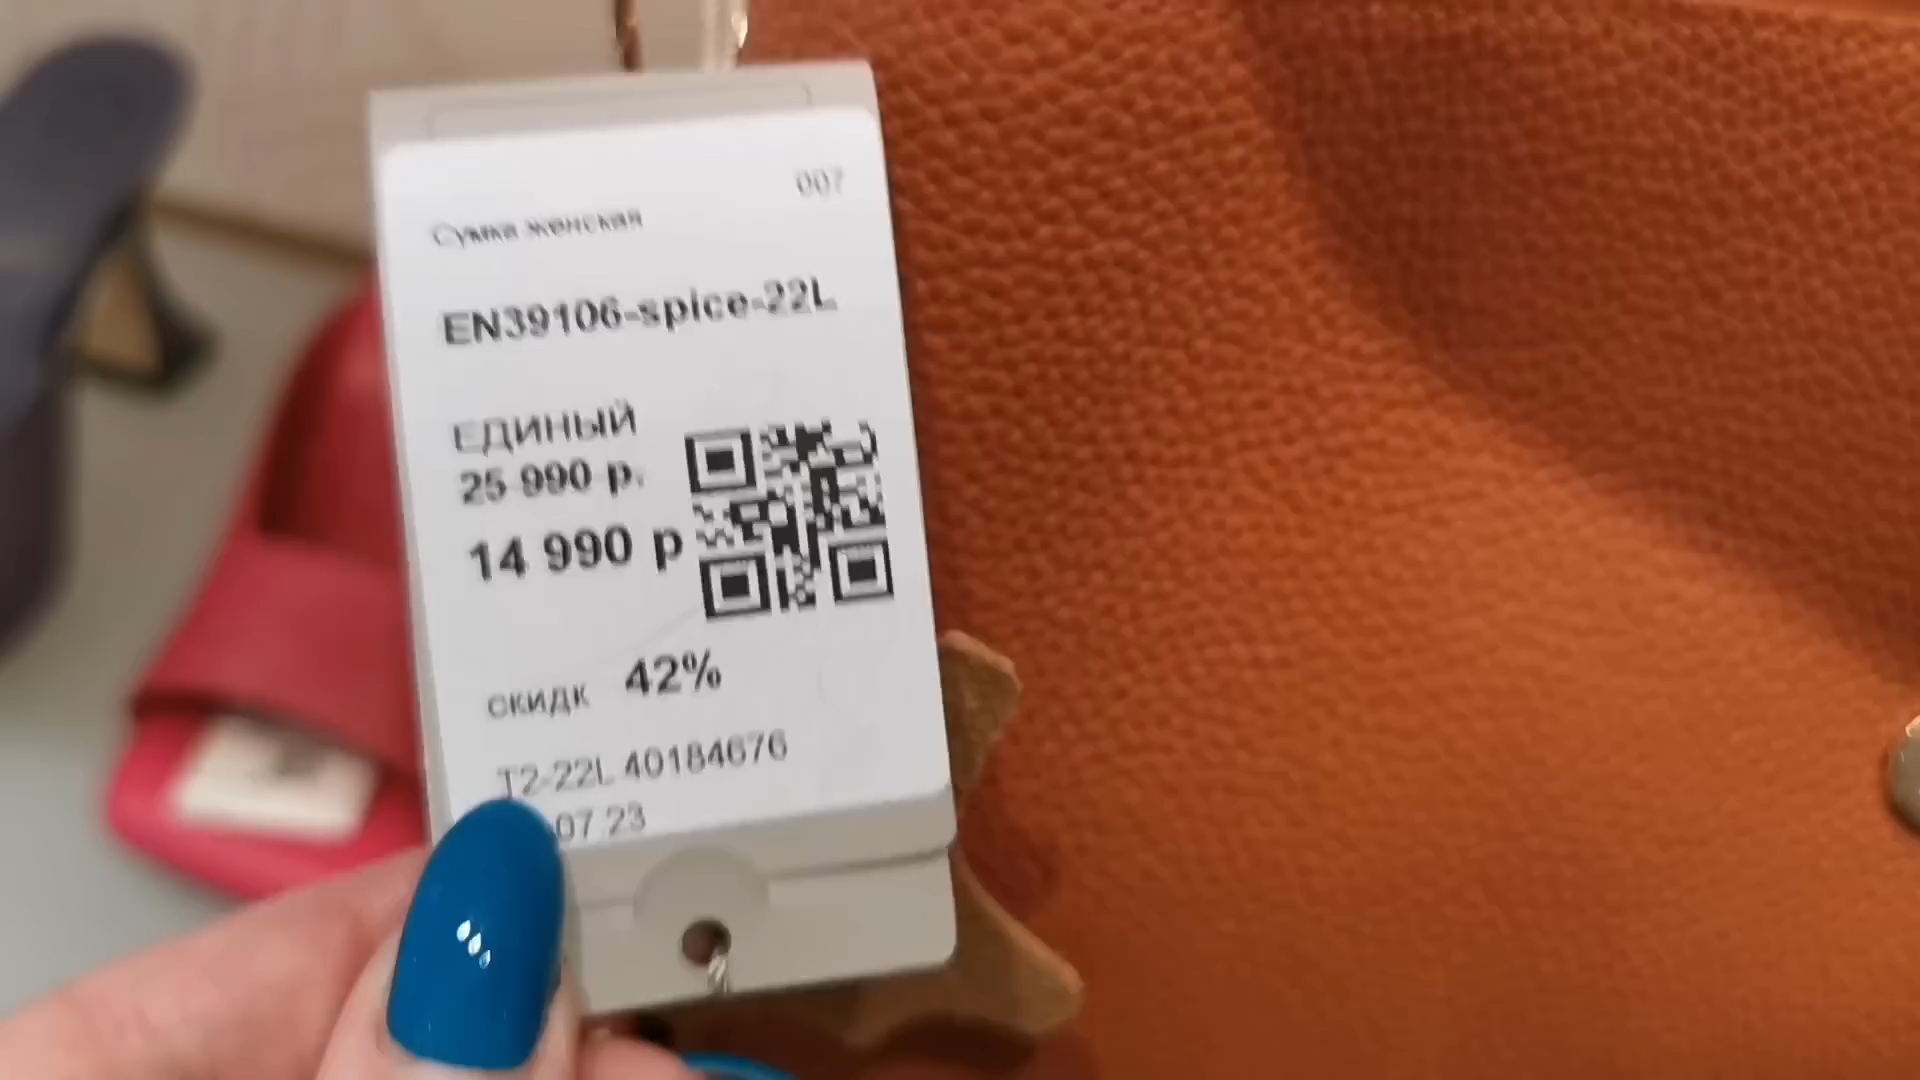 007
Сумка женская
EN39106-spice-22L
ЕДИНЫЙ
25 990 р.
14 990 р
скидк 42%
T2-22L 40184676
07 23